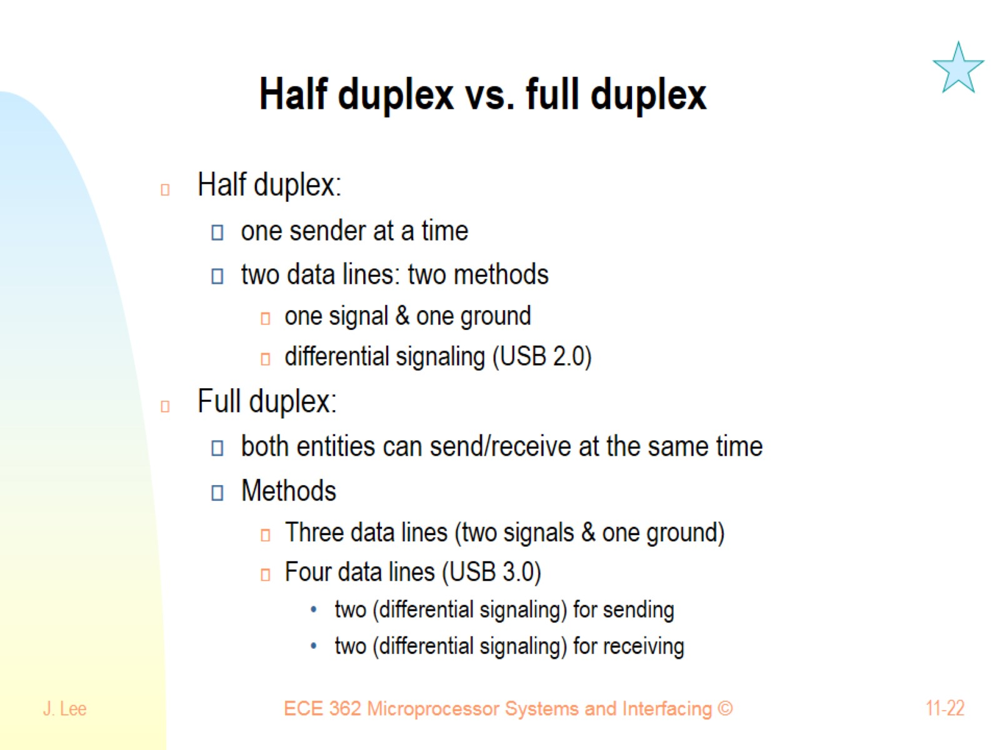 Half duplex vs. full duplex
Half duplex:
one sender at a time
two data lines: two methods
one signal & one ground
differential signaling (USB 2.0)
Full duplex:
both entities can send/receive at the same time
Methods
Three data lines (two signals & one ground)
Four data lines (USB 3.0)
• two (differential signaling) for sending
• two (differential signaling) for receiving
J. Lee
ECE 362 Microprocessor Systems and Interfacing ©
11-22